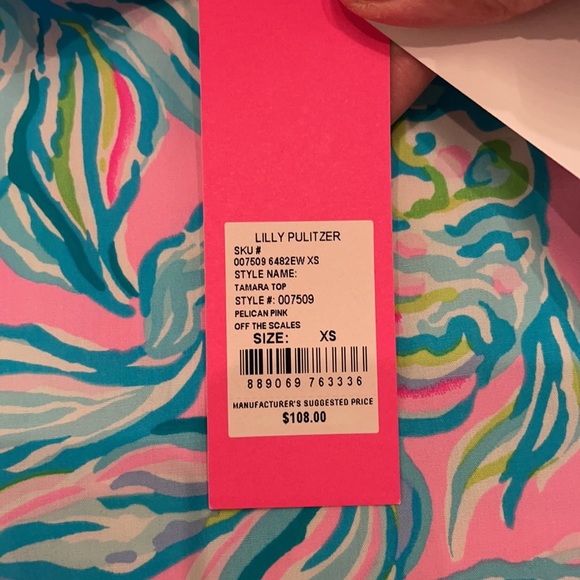 LILLY PULITZER
SKU #
007509 6482EW XS
STYLE NAME:
TAMARA TOP
STYLE #: 007509
PELICAN PINK
OFF THE SCALES
SIZE: XS
889069 763336
MANUFACTURER'S SUGGESTED PRICE
$108.00